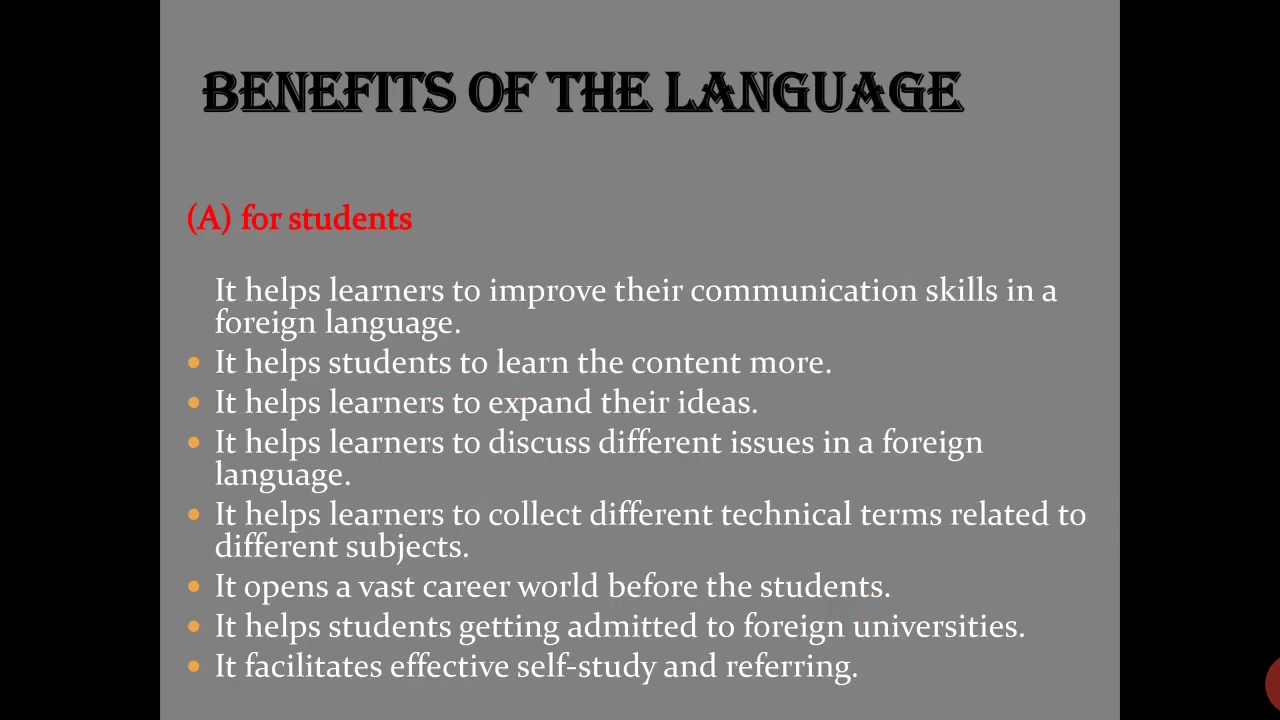 BENEFITS OF THE LANGUAGE
(A) for students
It helps learners to improve their communication skills in a
foreign language.
• It helps students to learn the content more.
• It helps learners to expand their ideas.
• It helps learners to discuss different issues in a foreign
language.
• It helps learners to collect different technical terms related to
different subjects.
• It opens a vast career world before the students.
• It helps students getting admitted to foreign universities.
• It facilitates effective self-study and referring.